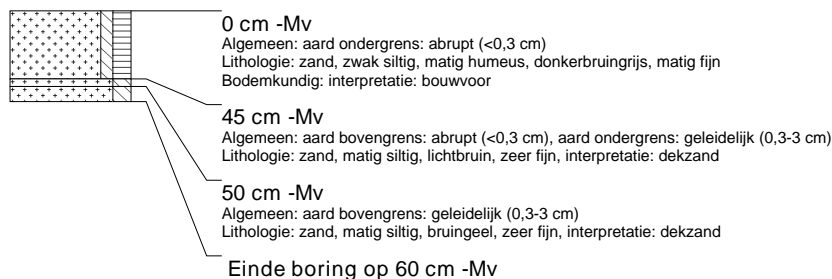 0 cm -Mv
Algemeen: aard ondergrens: abrupt (<0,3 cm)
Lithologie: zand, zwak siltig, matig humeus, donkerbruingrijs, matig fijn
Bodemkundig: interpretatie: bouwvoor
45 cm -Mv
Algemeen: aard bovengrens: abrupt (<0,3 cm), aard ondergrens: geleidelijk (0,3-3 cm)
Lithologie: zand, matig siltig, lichtbruin, zeer fijn, interpretatie: dekzand
50 cm -Mv
Algemeen: aard bovengrens: geleidelijk (0,3-3 cm)
Lithologie: zand, matig siltig, bruingeel, zeer fijn, interpretatie: dekzand
Einde boring op 60 cm -Mv